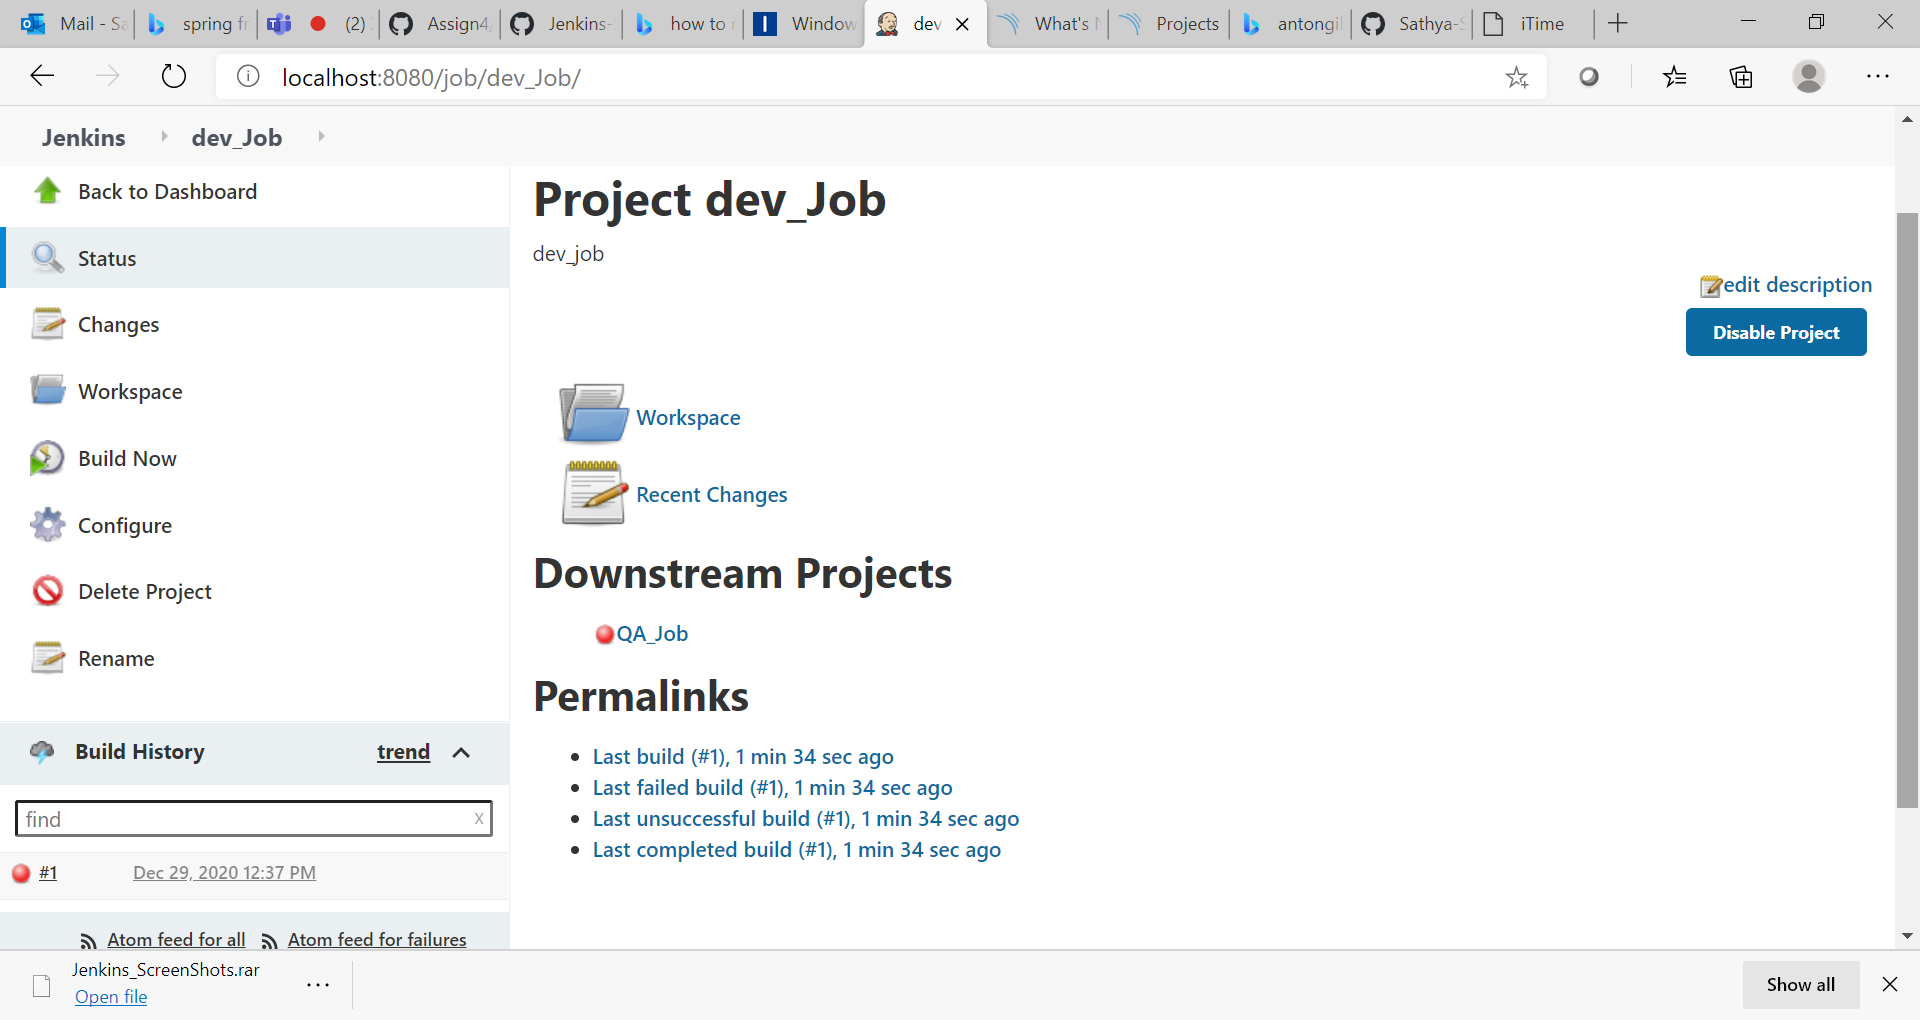 Mail - Sa
spring fr
(2)
Assign4
Jenkins-
how to r
Window
dev
What's N
Projects
antongil
Sathya-S
iTime
localhost:8080/job/dev_Job/
Jenkins
dev_Job
Back to Dashboard
Status
Changes
Workspace
Build Now
Configure
Delete Project
Rename
Build History
trend
find
x
#1
Dec 29, 2020 12:37 PM
Atom feed for all
Atom feed for failures
Project dev_Job
dev_job
edit description
Disable Project
Workspace
Recent Changes
Downstream Projects
QA_Job
Permalinks
Last build (#1), 1 min 34 sec ago
Last failed build (#1), 1 min 34 sec ago
Last unsuccessful build (#1), 1 min 34 sec ago
Last completed build (#1), 1 min 34 sec ago
Jenkins_ScreenShots.rar
Open file
Show all